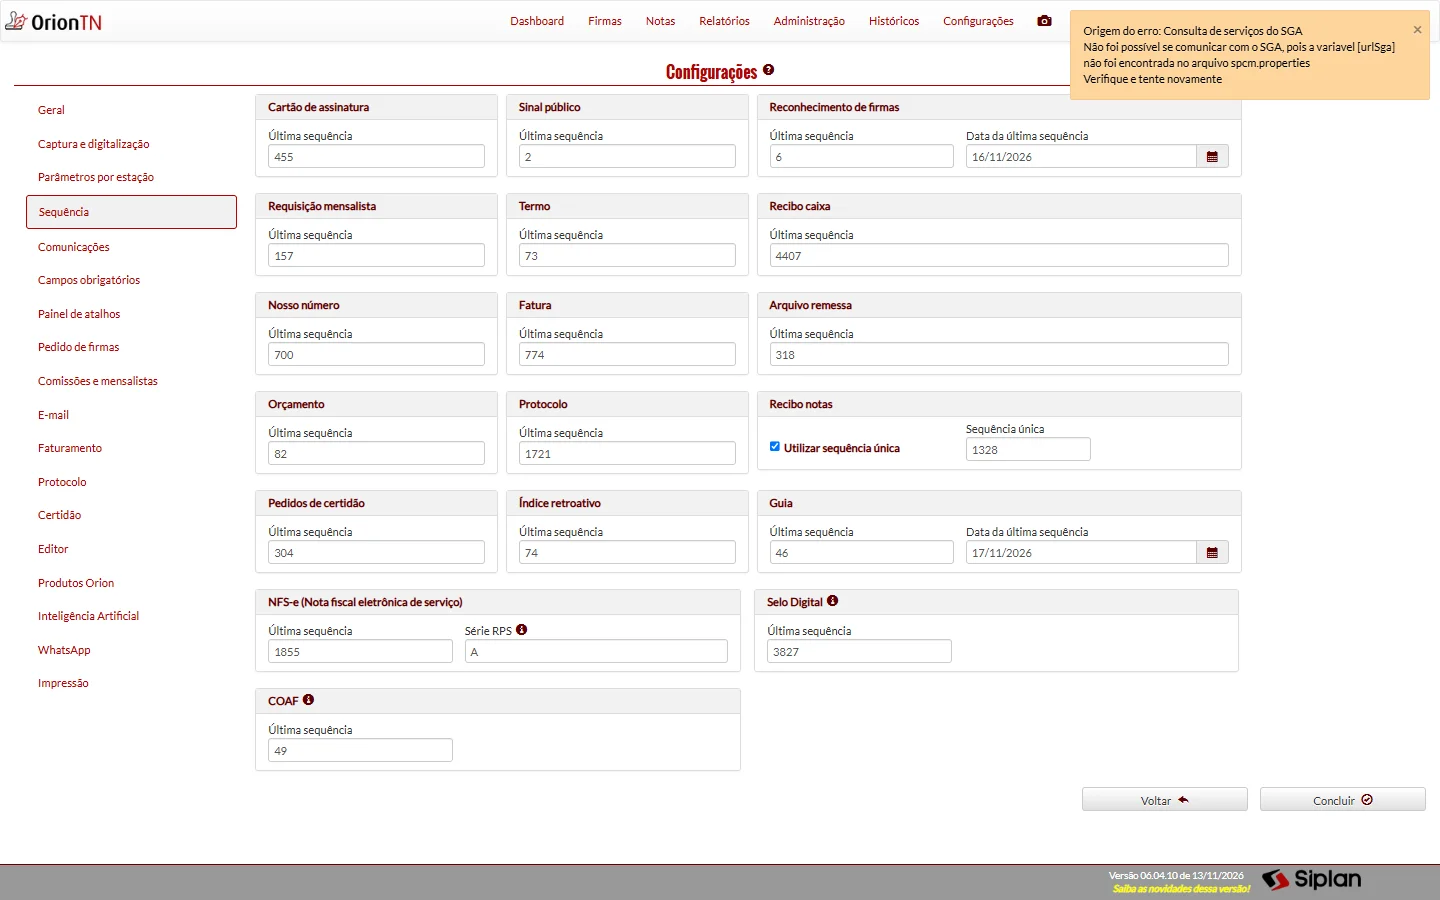 OrionTN
Dashboard
Firmas
Notas
Relatórios
Administração
Históricos
Configurações
Origem do erro: Consulta de serviços do SGA
Não foi possível se comunicar com o SGA, pois a variavel [urlSga]
não foi encontrada no arquivo spcm.properties
Verifique e tente novamente
×
Configurações
Geral
Captura e digitalização
Parâmetros por estação
Sequência
Comunicações
Campos obrigatórios
Painel de atalhos
Pedido de firmas
Comissões e mensalistas
E-mail
Faturamento
Protocolo
Certidão
Editor
Produtos Orion
Inteligência Artificial
WhatsApp
Impressão
Cartão de assinatura
Última sequência
455
Sinal público
Última sequência
2
Reconhecimento de firmas
Última sequência
6
Data da última sequência
16/11/2026
Requisição mensalista
Última sequência
157
Termo
Última sequência
73
Recibo caixa
Última sequência
4407
Nosso número
Última sequência
700
Fatura
Última sequência
774
Arquivo remessa
Última sequência
318
Orçamento
Última sequência
82
Protocolo
Última sequência
1721
Recibo notas
Utilizar sequência única
Sequência única
1328
Pedidos de certidão
Última sequência
304
Índice retroativo
Última sequência
74
Guia
Última sequência
46
Data da última sequência
17/11/2026
NFS-e (Nota fiscal eletrônica de serviço)
Última sequência
1855
Série RPS
A
Selo Digital
Última sequência
3827
COAF
Última sequência
49
Voltar
Concluir
Versão 06.04.10 de 13/11/2026
Saiba as novidades dessa versão!
Siplan